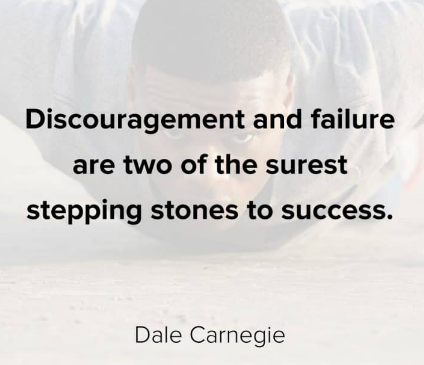 Discouragement and failure
are two of the surest
stepping stones to success.
Dale Carnegie